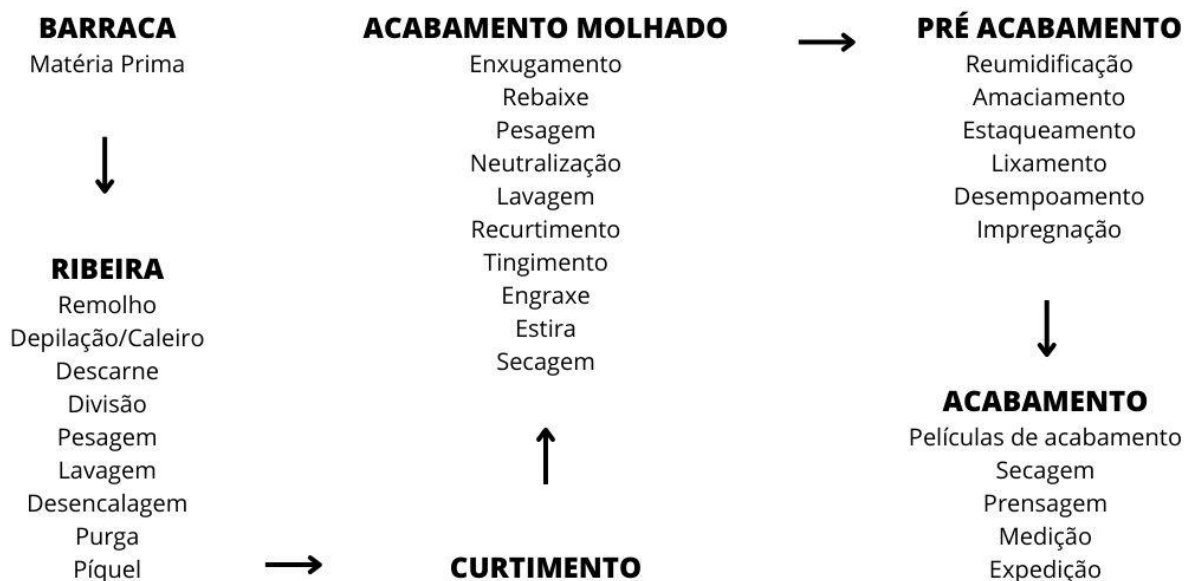 BARRACA
Matéria Prima
RIBEIRA
Remolho
Depilação/Caleiro
Descarne
Divisão
Pesagem
Lavagem
Desencalagem
Purga
Píquel
CURTIMENTO
ACABAMENTO MOLHADO
Enxugamento
Rebaixe
Pesagem
Neutralização
Lavagem
Recurtimento
Tingimento
Engraxe
Estira
Secagem
PRÉ ACABAMENTO
Reumidificação
Amaciamento
Estaqueamento
Lixamento
Desempoamento
Impregnação
ACABAMENTO
Películas de acabamento
Secagem
Prensagem
Medição
Expedição